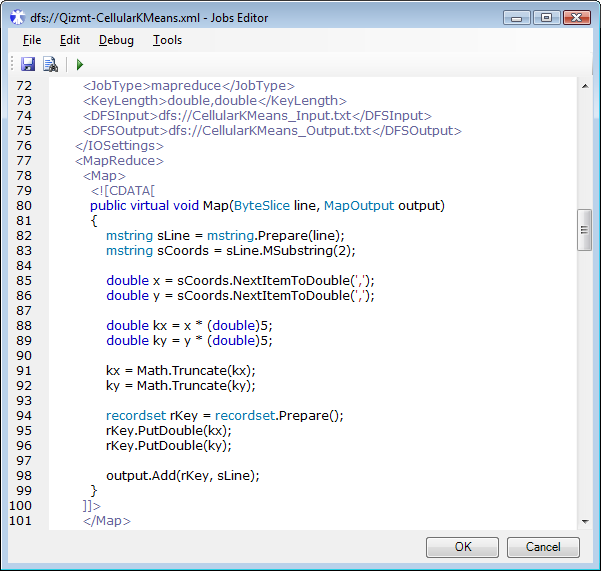 dfs://Qizmt-CellularKMeans.xml - Jobs Editor
File Edit Debug Tools
72 <JobType>mapreduce</JobType>
73 <KeyLength>double,double</KeyLength>
74 <DFSInput>dfs://CellularKMeans_Input.txt</DFSInput>
75 <DFSOutput>dfs://CellularKMeans_Output.txt</DFSOutput>
76 </IOSettings>
77 <MapReduce>
78 <Map>
79 <![CDATA[
80 public virtual void Map(ByteSlice line, MapOutput output)
81 {
82 mstring sLine = mstring.Prepare(line);
83 mstring sCoords = sLine.MSubstring(2);
84
85 double x = sCoords.NextItemToDouble(',');
86 double y = sCoords.NextItemToDouble(',');
87
88 double kx = x * (double)5;
89 double ky = y * (double)5;
90
91 kx = Math.Truncate(kx);
92 ky = Math.Truncate(ky);
93
94 recordset rKey = recordset.Prepare();
95 rKey.PutDouble(kx);
96 rKey.PutDouble(ky);
97
98 output.Add(rKey, sLine);
99 }
100 ]]>
101 </Map>
OK Cancel